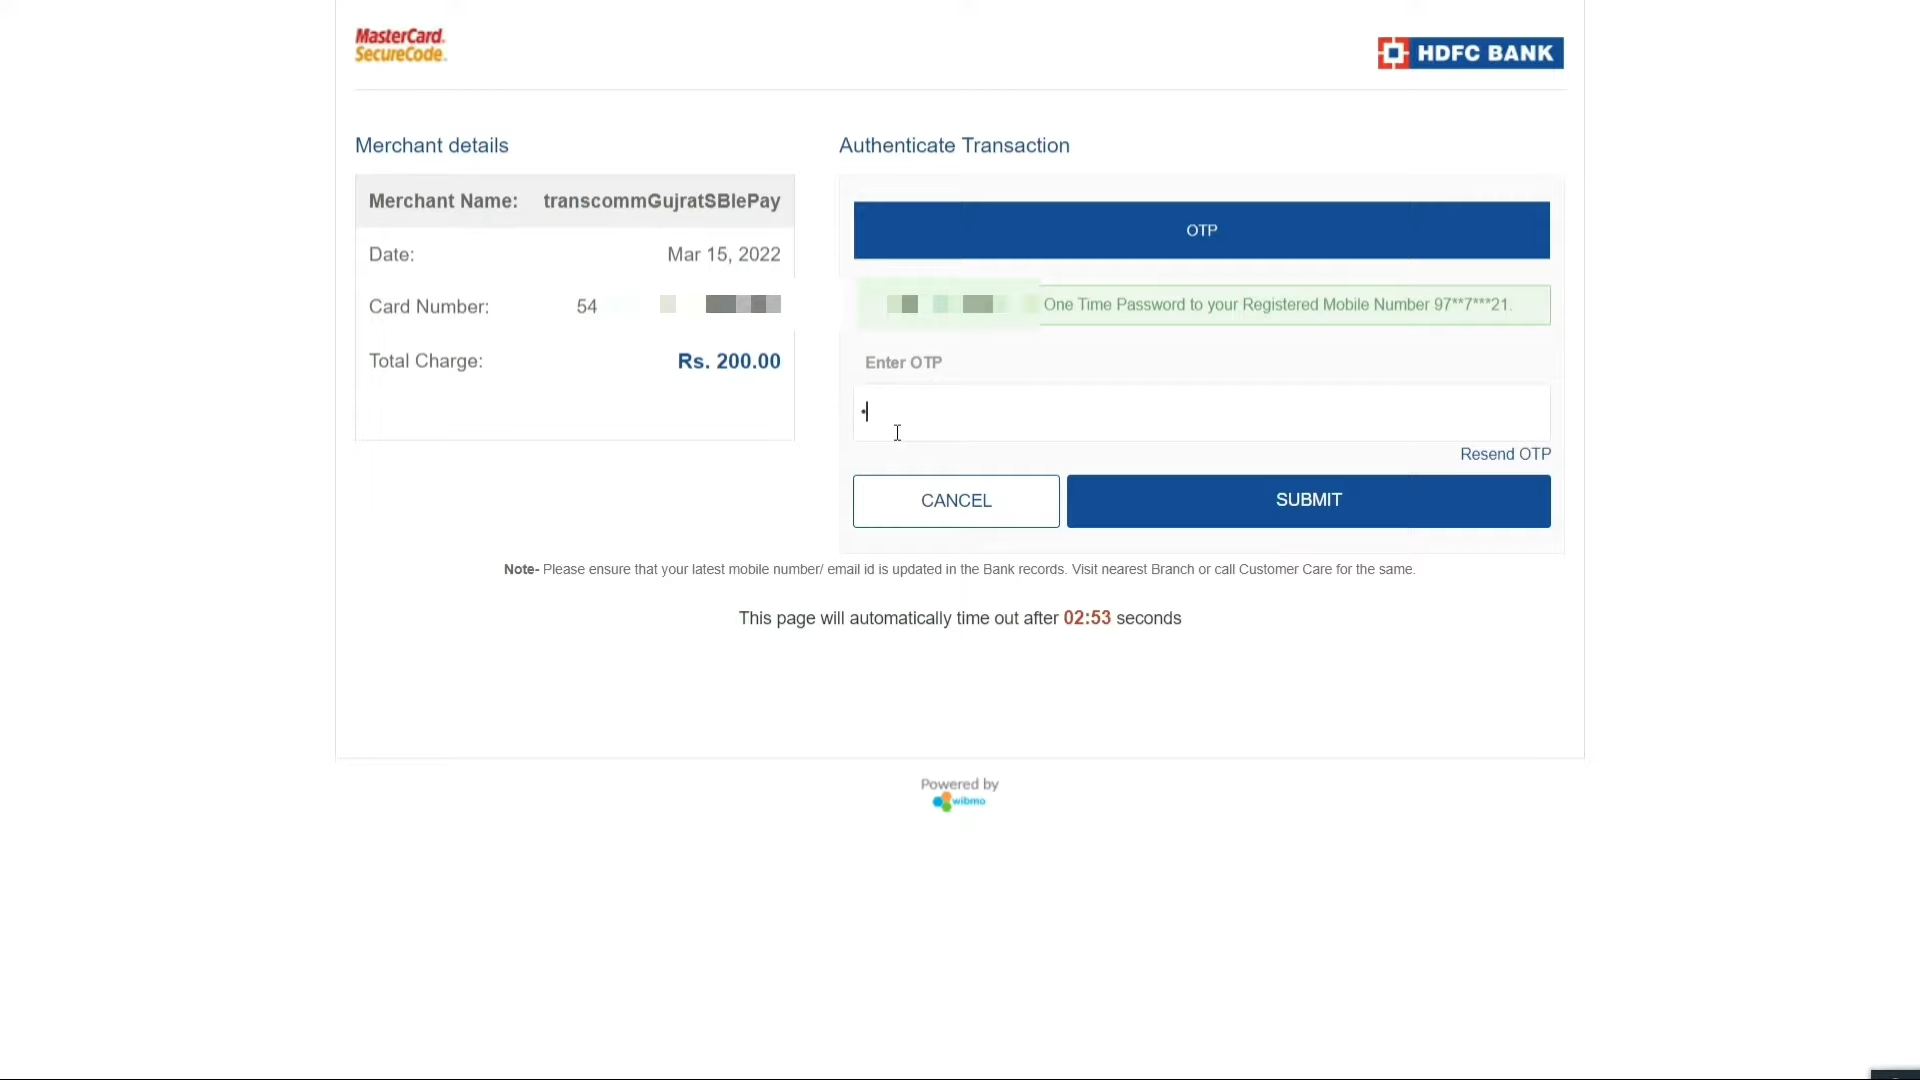 MasterCard.
SecureCode.
HDFC BANK
Merchant details
Merchant Name: transcommGujratSBIePay
Date: Mar 15, 2022
Card Number: 54
Total Charge: Rs. 200.00
Authenticate Transaction
OTP
One Time Password to your Registered Mobile Number 97**7***21.
Enter OTP
Resend OTP
CANCEL
SUBMIT
Note- Please ensure that your latest mobile number/ email id is updated in the Bank records. Visit nearest Branch or call Customer Care for the same.
This page will automatically time out after 02:53 seconds
Powered by
wibmo